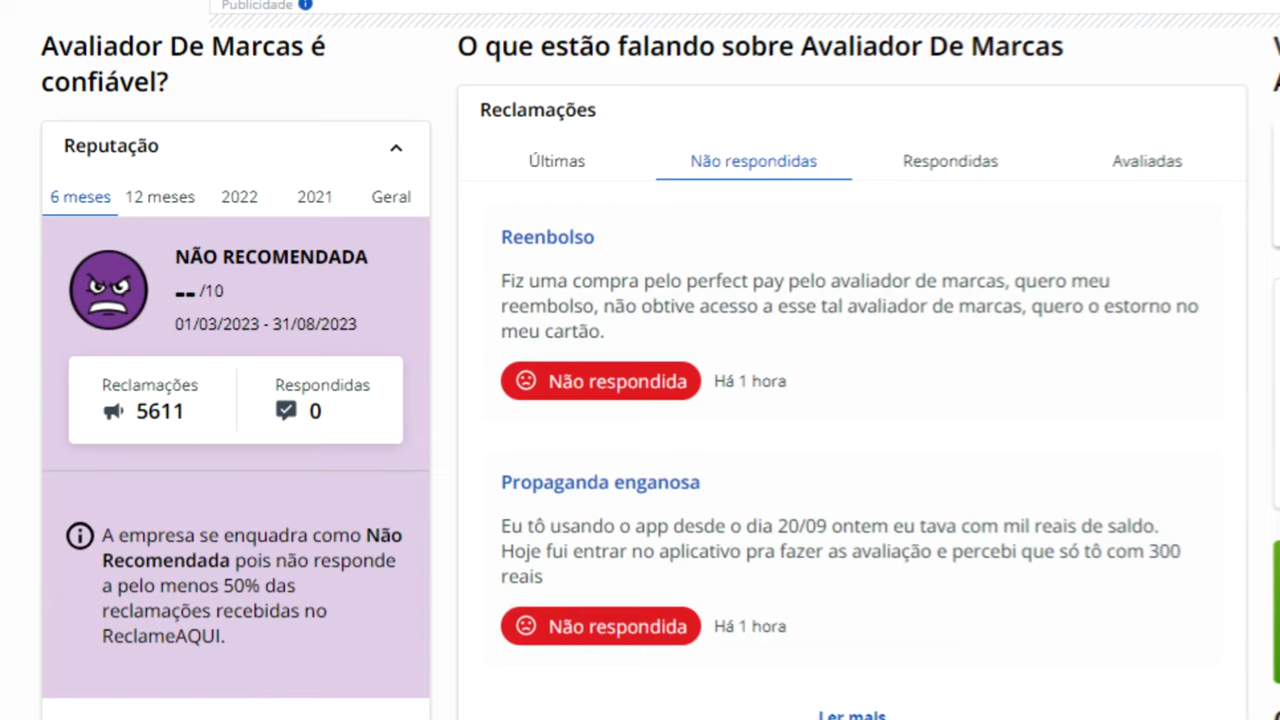 Publicidade
Avaliador De Marcas é
confiável?
Reputação
6 meses 12 meses 2022 2021 Geral
NÃO RECOMENDADA
-- /10
01/03/2023 - 31/08/2023
Reclamações Respondidas
5611 0
A empresa se enquadra como Não
Recomendada pois não responde
a pelo menos 50% das
reclamações recebidas no
ReclameAQUI.
O que estão falando sobre Avaliador De Marcas
Reclamações
Últimas Não respondidas Respondidas Avaliadas
Reenbolso
Fiz uma compra pelo perfect pay pelo avaliador de marcas, quero meu
reembolso, não obtive acesso a esse tal avaliador de marcas, quero o estorno no
meu cartão.
Não respondida Há 1 hora
Propaganda enganosa
Eu tô usando o app desde o dia 20/09 ontem eu tava com mil reais de saldo.
Hoje fui entrar no aplicativo pra fazer as avaliação e percebi que só tô com 300
reais
Não respondida Há 1 hora
Ler mais